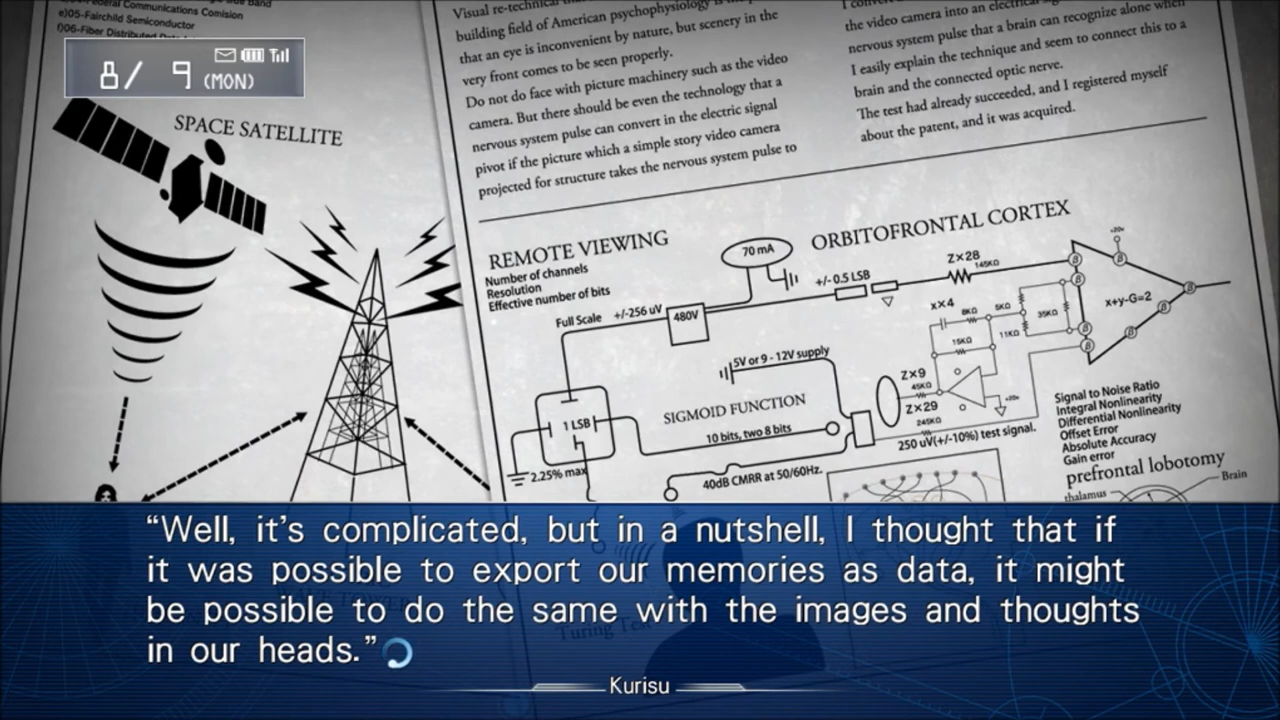 Federal Communications Comision
e)05-Fairchild Semiconductor
8/ 9 (MON)
SPACE SATELLITE
building field of American psychophysiology is the
that an eye is inconvenient by nature, but scenery in the
very front comes to be seen properly.
Do not do face with picture machinery such as the video
camera. But there should be even the technology that a
nervous system pulse can convert in the electric signal
pivot if the picture which a simple story video camera
projected for structure takes the nervous system pulse to
the video camera into an electrical
nervous system pulse that a brain can recognize alone when
I easily explain the technique and seem to connect this to a
brain and the connected optic nerve.
The test had already succeeded, and I registered myself
about the patent, and it was acquired.
REMOTE VIEWING
Number of channels
Resolution
Effective number of bits
Full Scale +/-256 uV
480V
70 mA
ORBITOFRONTAL CORTEX
+/- 0.5 LSB
Z×28
145KΩ
x×4
8KΩ
5KΩ
35KΩ
11KΩ
15KΩ
x+y-G=2
β
β
β
β
β
β
β
β
5V or 9 - 12V supply
Z×9
45KΩ
Z×29
245KΩ
1 LSB
SIGMOID FUNCTION
10 bits, two 8 bits
2.25% max
40dB CMRR at 50/60Hz.
250 uV(+/-10%) test signal.
Signal to Noise Ratio
Integral Nonlinearity
Differential Nonlinearity
Offset Error
Absolute Accuracy
Gain error
prefrontal lobotomy
thalamus
Brain
“Well, it’s complicated, but in a nutshell, I thought that if
it was possible to export our memories as data, it might
be possible to do the same with the images and thoughts
in our heads.”
Kurisu